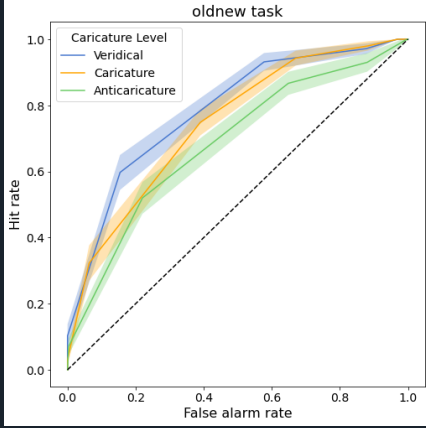 oldnew task
Caricature Level
Veridical
Caricature
Anticaricature
Hit rate
1.0
0.8
0.6
0.4
0.2
0.0
0.0 0.2 0.4 0.6 0.8 1.0
False alarm rate